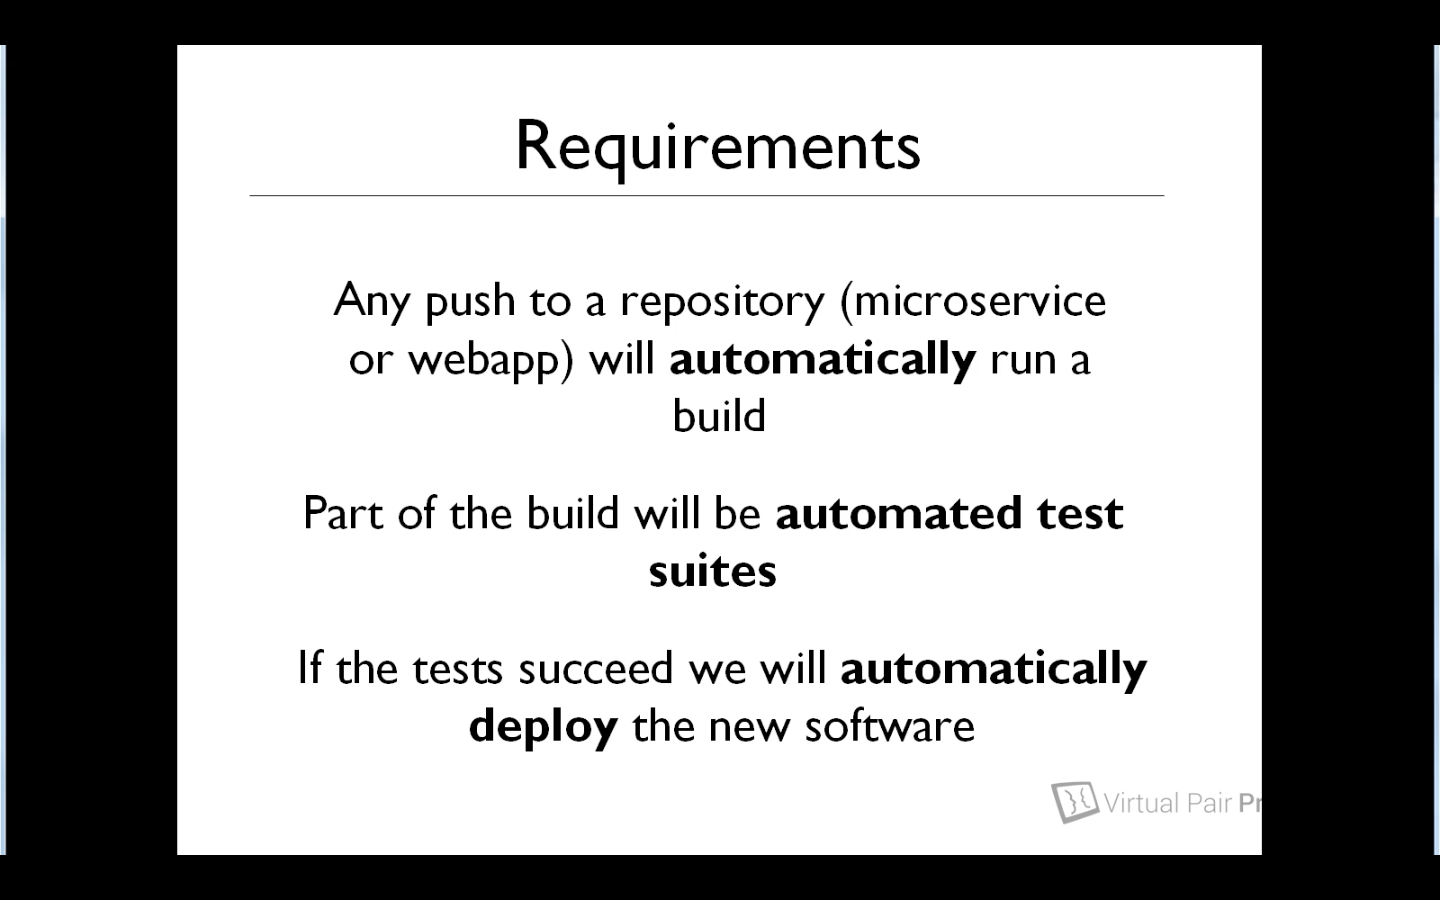 Requirements
Any push to a repository (microservice
or webapp) will automatically run a
build
Part of the build will be automated test
suites
If the tests succeed we will automatically
deploy the new software
Virtual Pair Pr